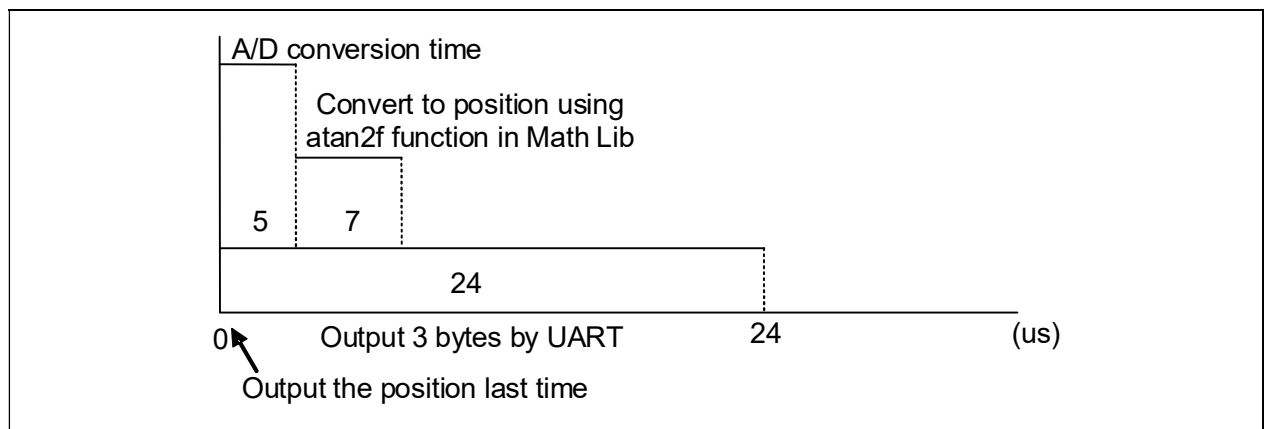 A/D conversion time
Convert to position using
atan2f function in Math Lib
5
7
24
0
Output 3 bytes by UART
24
(us)
Output the position last time